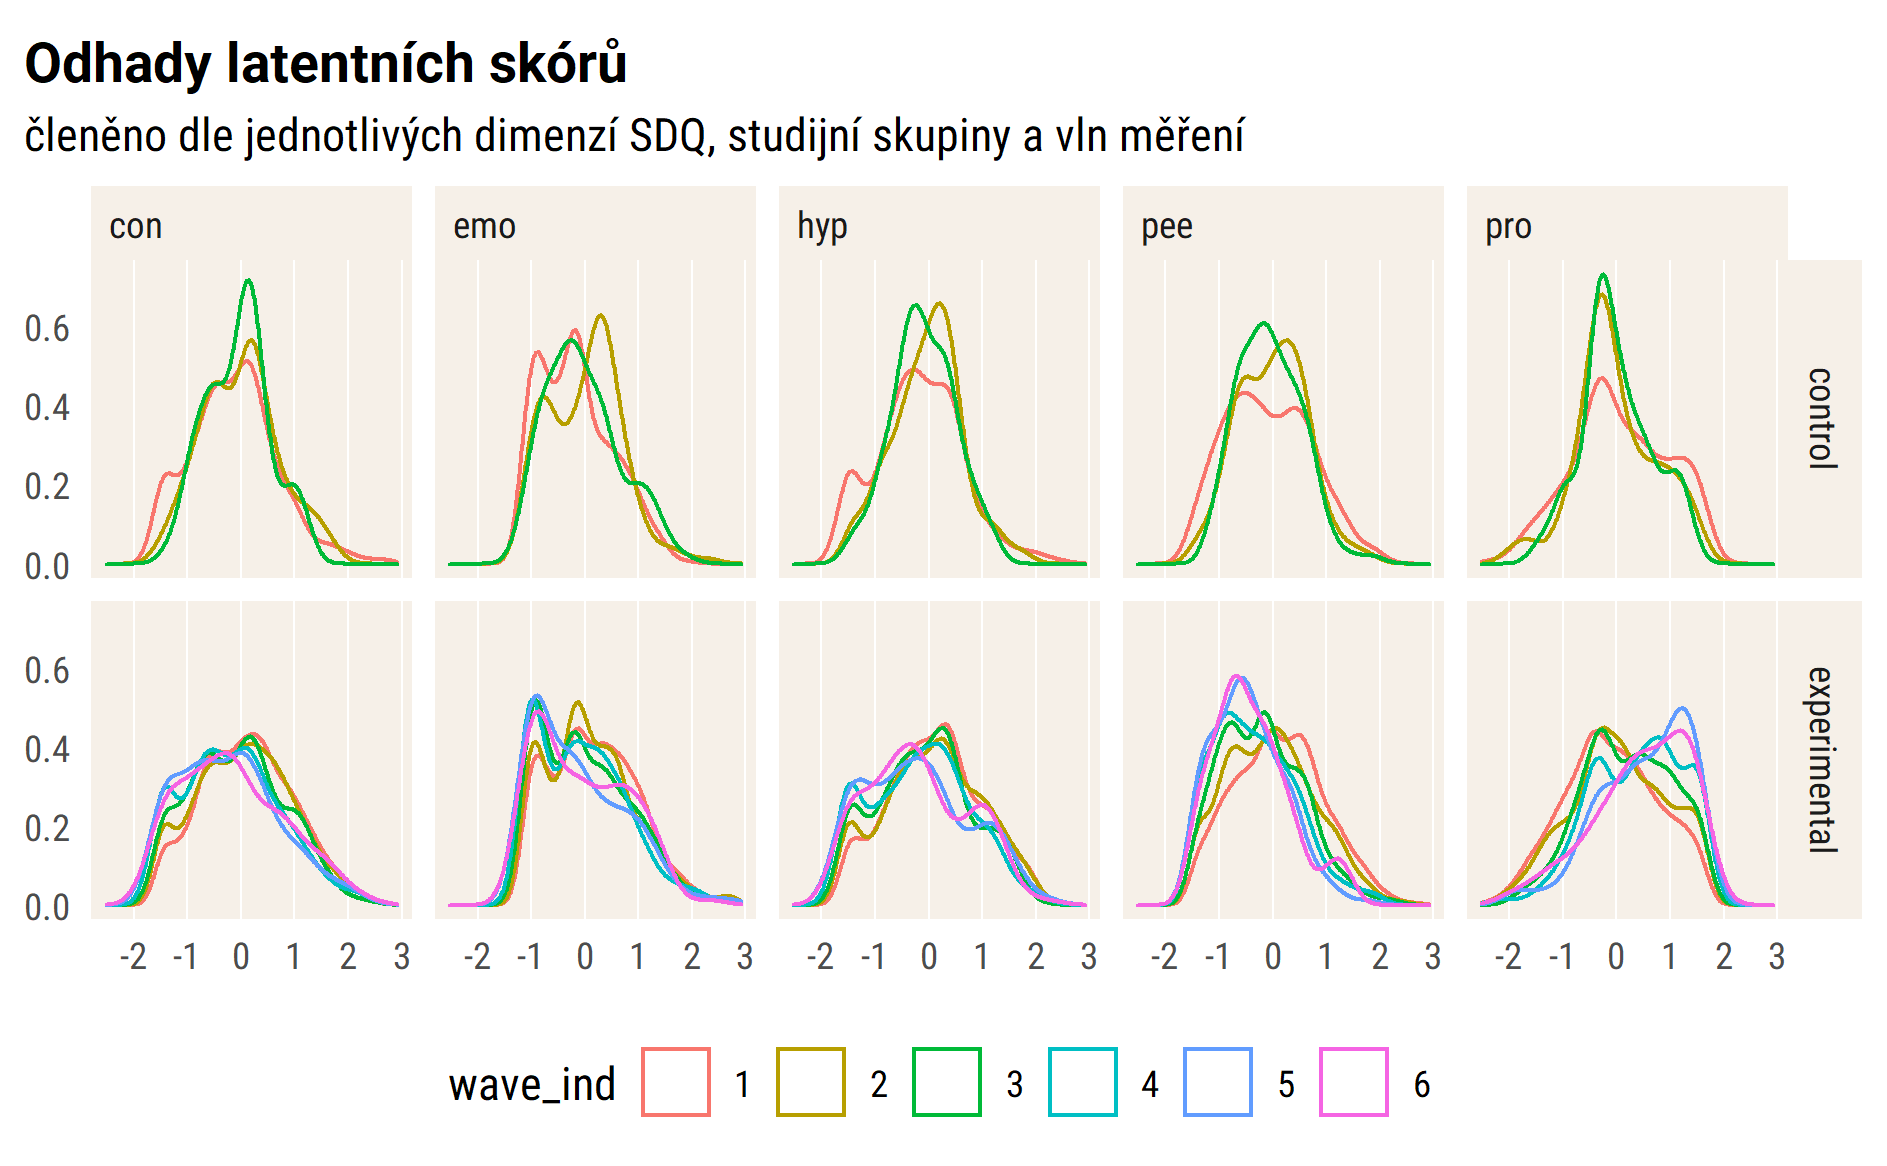 Odhady latentních skórů
členěno dle jednotlivých dimenzí SDQ, studijní skupiny a vln měření
con emo hyp pee pro
control
0.6
0.4
0.2
0.0
experimental
0.6
0.4
0.2
0.0
-2 -1 0 1 2 3 -2 -1 0 1 2 3 -2 -1 0 1 2 3 -2 -1 0 1 2 3 -2 -1 0 1 2 3
wave_ind 1 2 3 4 5 6